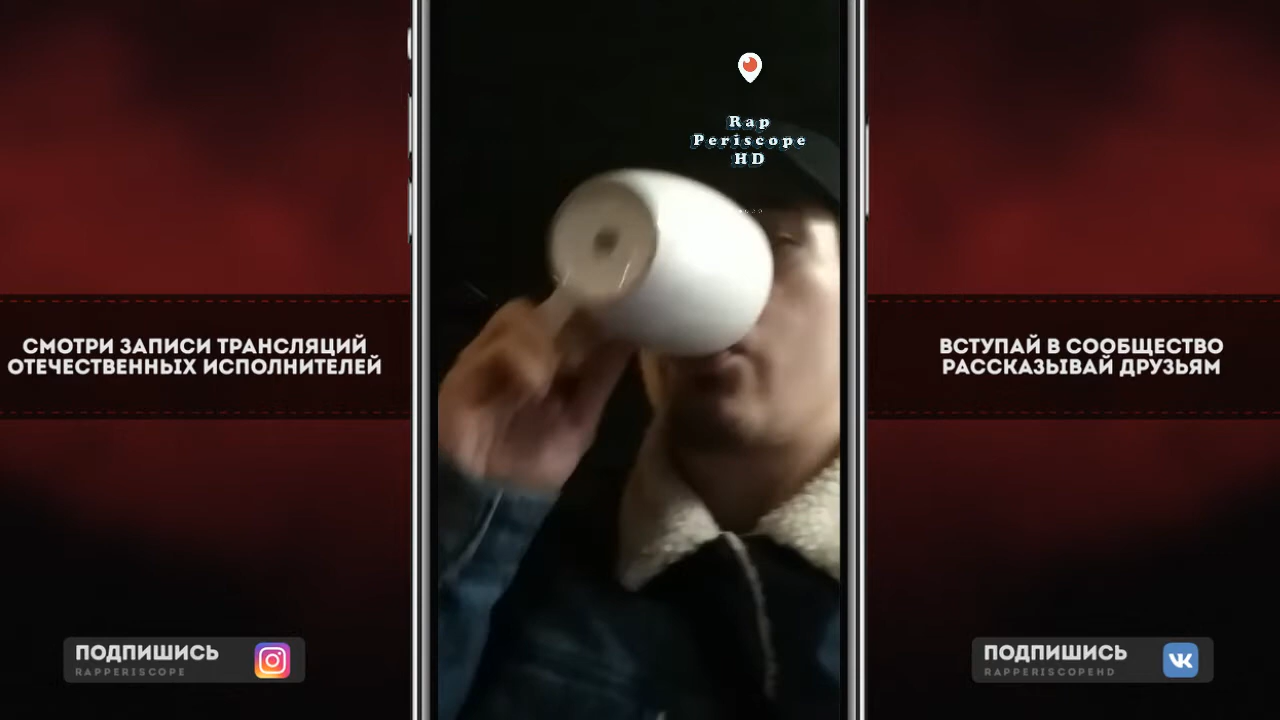 Rap
Periscope
HD
СМОТРИ ЗАПИСИ ТРАНСЛЯЦИЙ
ОТЕЧЕСТВЕННЫХ ИСПОЛНИТЕЛЕЙ
ВСТУПАЙ В СООБЩЕСТВО
РАССКАЗЫВАЙ ДРУЗЬЯМ
ПОДПИШИСЬ
RAPPERISCOPE
ПОДПИШИСЬ
RAPPERISCOPEHD